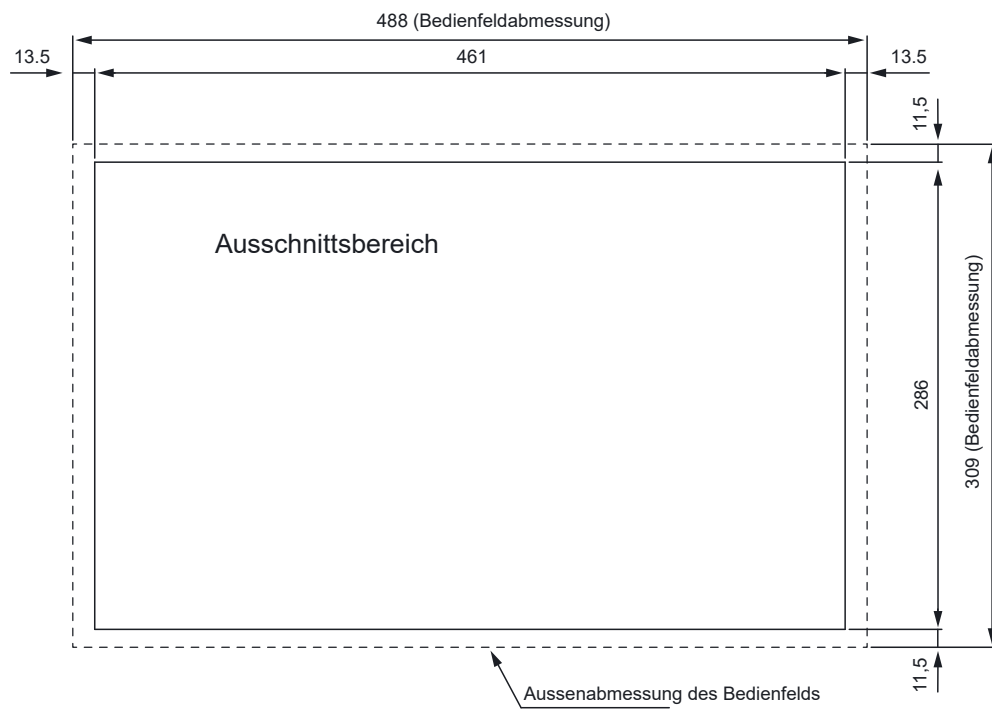 488 (Bedienfeldabmessung)
13.5
461
13.5
11,5
Ausschnittsbereich
286
309 (Bedienfeldabmessung)
11,5
Aussenabmessung des Bedienfelds